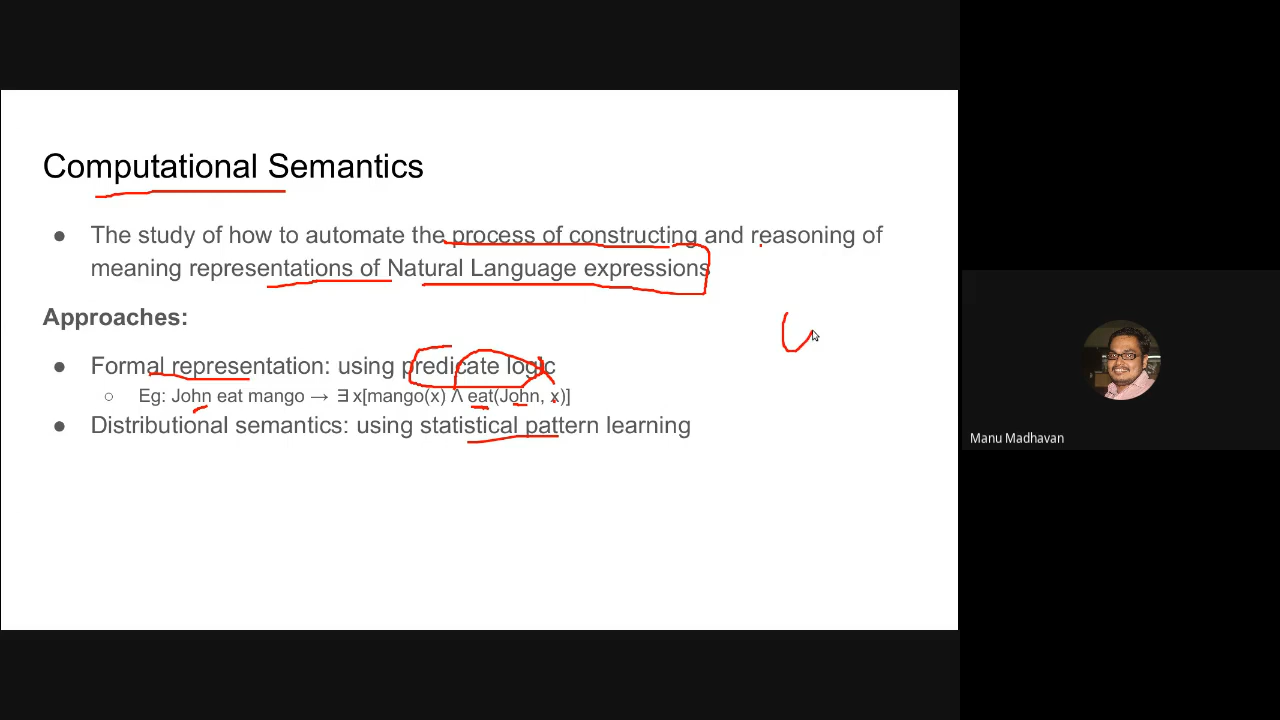 Computational Semantics
● The study of how to automate the process of constructing and reasoning of
meaning representations of Natural Language expressions
Approaches:
● Formal representation: using predicate logic
○ Eg: John eat mango → ∃x[mango(x) Λ eat(John, x)]
● Distributional semantics: using statistical pattern learning
Manu Madhavan